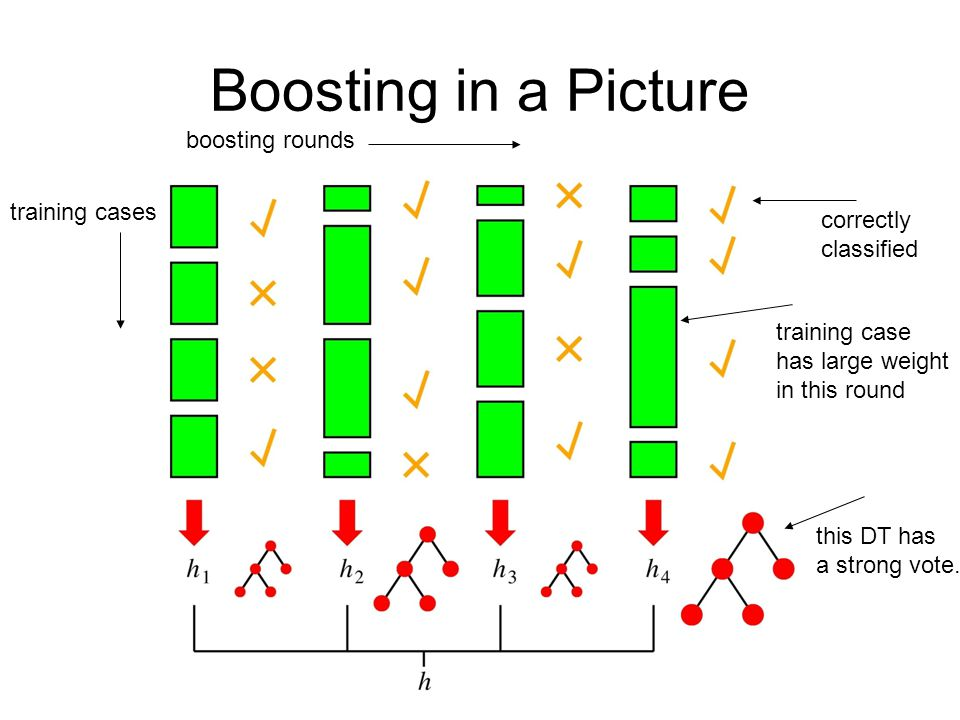 Boosting in a Picture
boosting rounds
training cases
correctly
classified
training case
has large weight
in this round
this DT has
a strong vote.
h1 h2 h3 h4
h